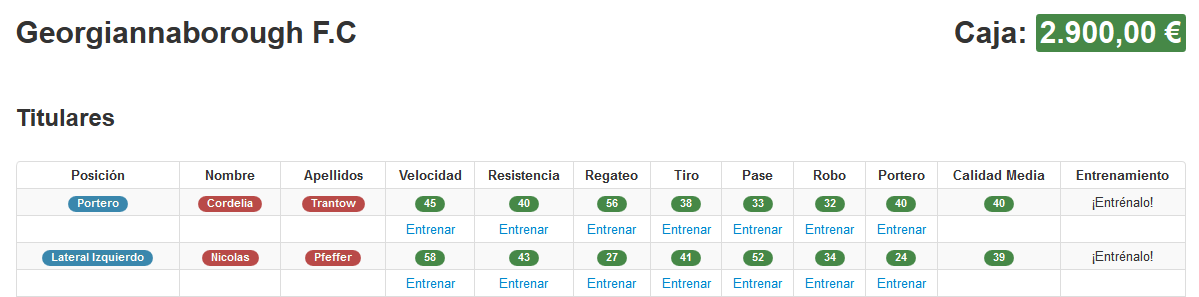 Georgiannaborough F.C Caja: 2.900,00 €
Titulares
Posición Nombre Apellidos Velocidad Resistencia Regateo Tiro Pase Robo Portero Calidad Media Entrenamiento
Portero Cordelia Trantow 45 40 56 38 33 32 40 40 ¡Entrénalo!
Entrenar Entrenar Entrenar Entrenar Entrenar Entrenar Entrenar
Lateral Izquierdo Nicolas Pfeffer 58 43 27 41 52 34 24 39 ¡Entrénalo!
Entrenar Entrenar Entrenar Entrenar Entrenar Entrenar Entrenar